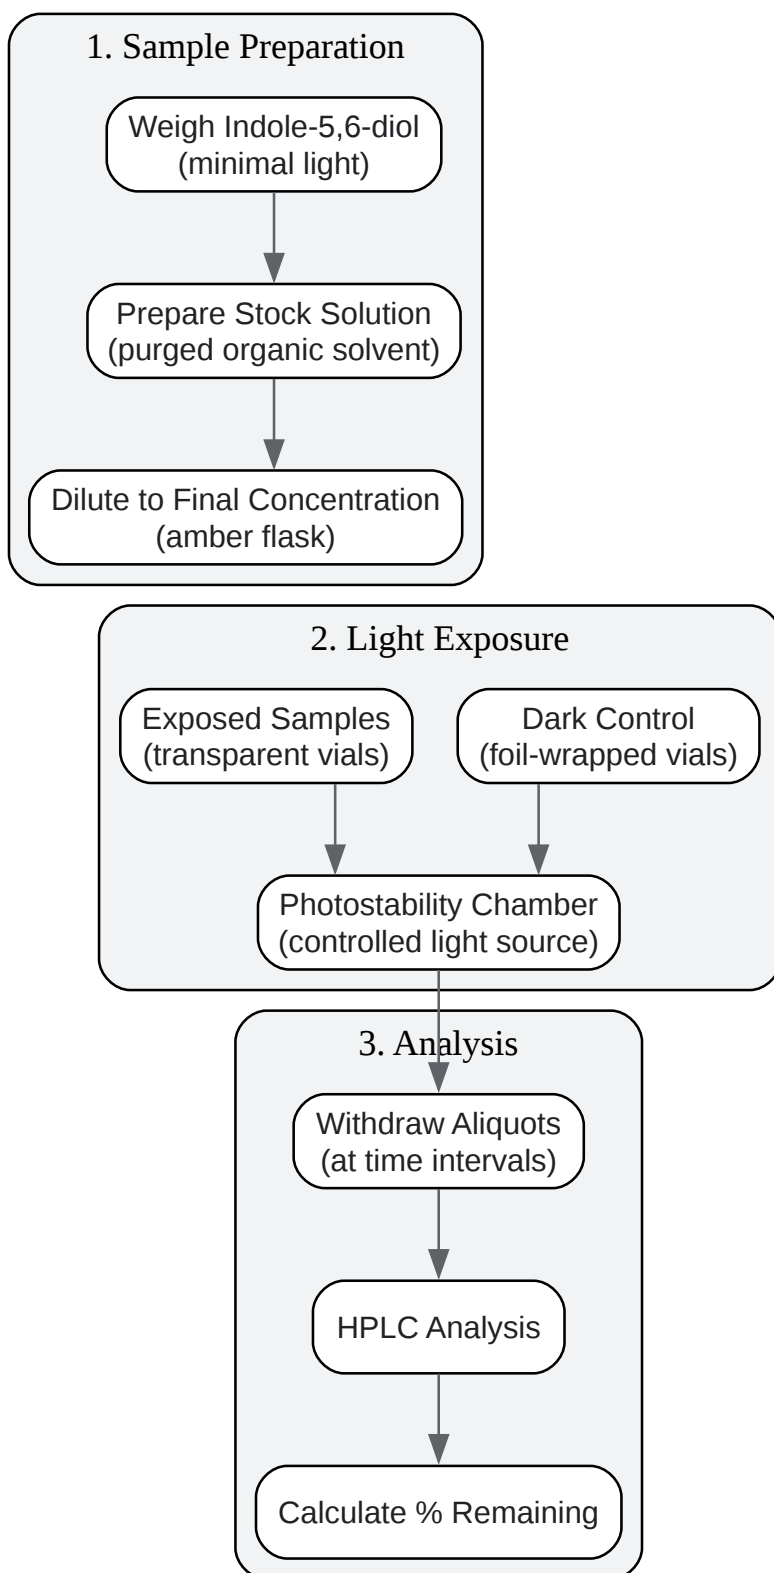 1. Sample Preparation
Weigh Indole-5,6-diol
(minimal light)
Prepare Stock Solution
(purged organic solvent)
Dilute to Final Concentration
(amber flask)
2. Light Exposure
Exposed Samples
(transparent vials)
Dark Control
(foil-wrapped vials)
Photostability Chamber
(controlled light source)
3. Analysis
Withdraw Aliquots
(at time intervals)
HPLC Analysis
Calculate % Remaining